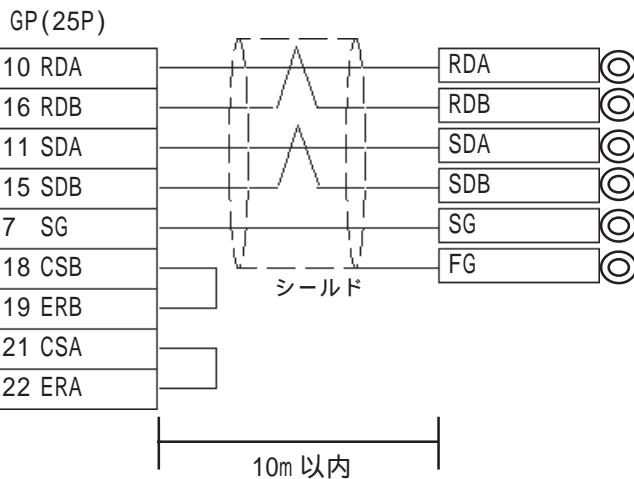 GP(25P)
10 RDA
RDA
16 RDB
RDB
11 SDA
SDA
15 SDB
SDB
7 SG
SG
18 CSB
FG
シールド
19 ERB
21 CSA
22 ERA
10m 以内